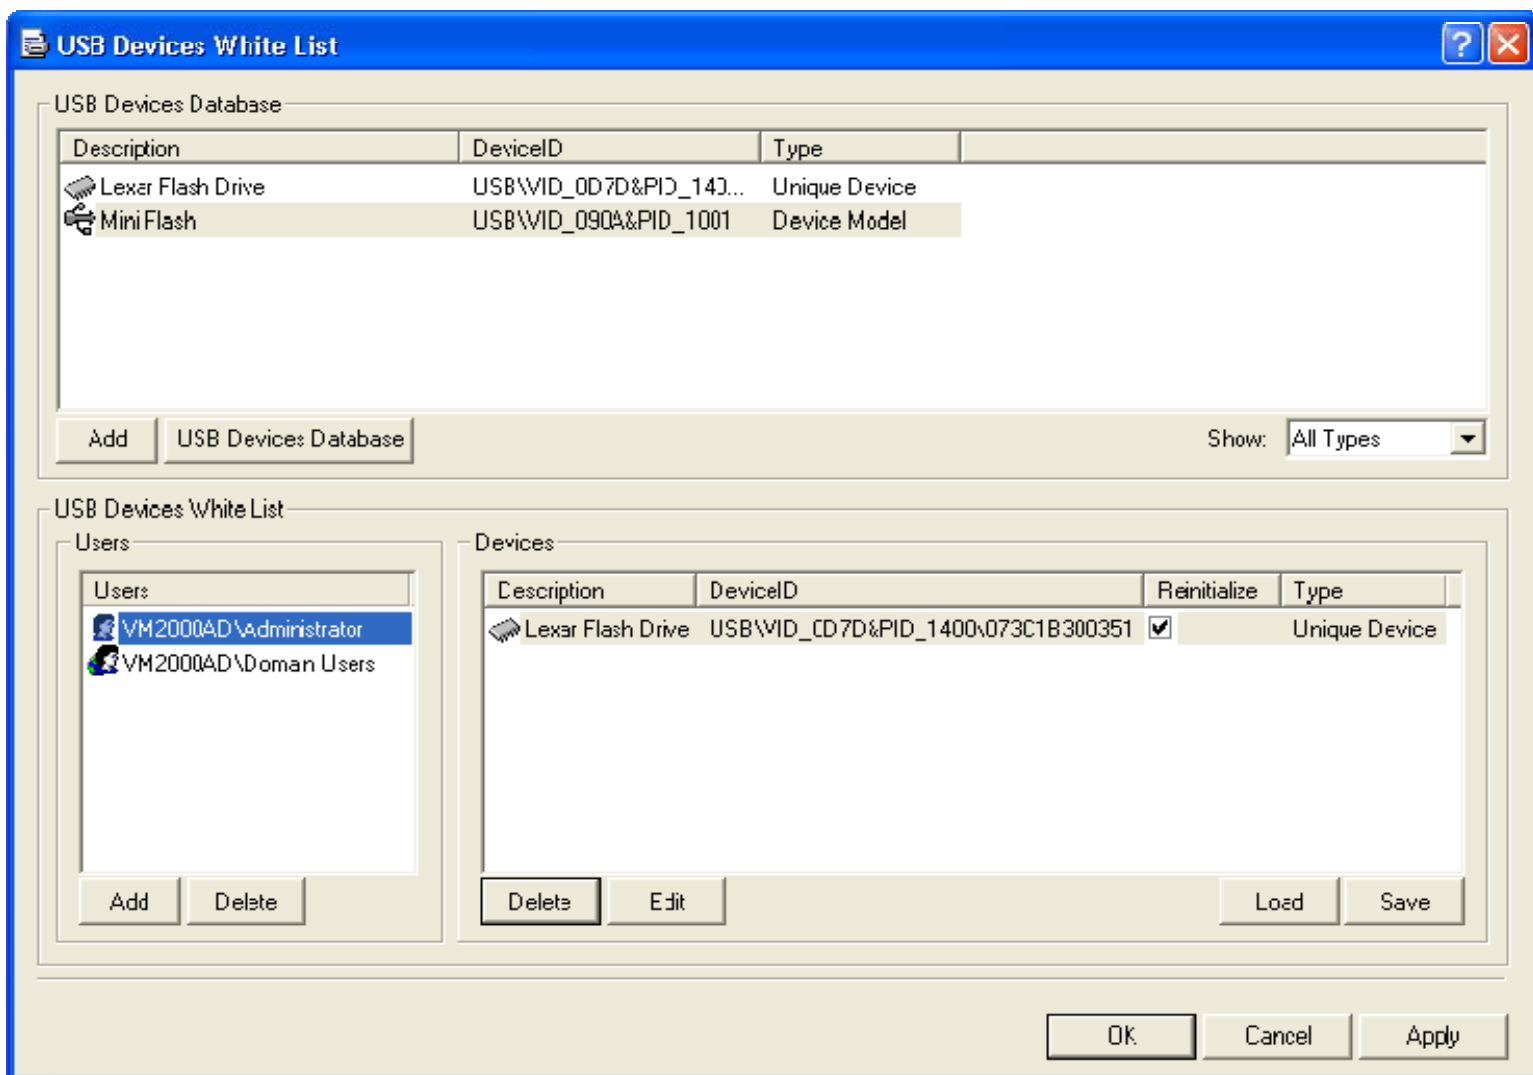 USB Devices White List
USB Devices Database
Description DeviceID Type
Lexar Flash Drive USB\VID_0D7D&PID_140... Unique Device
Mini Flash USB\VID_090A&PID_1001 Device Model
Add USB Devices Database Show: All Types
USB Devices White List
Users Devices
Users Description DeviceID Reinitialize Type
VM2000AD\Administrator Lexar Flash Drive USB\VID_0D7D&PID_1400\073C1B300351 Unique Device
VM2000AD\Domain Users
Add Delete Delete Edit Load Save
OK Cancel Apply